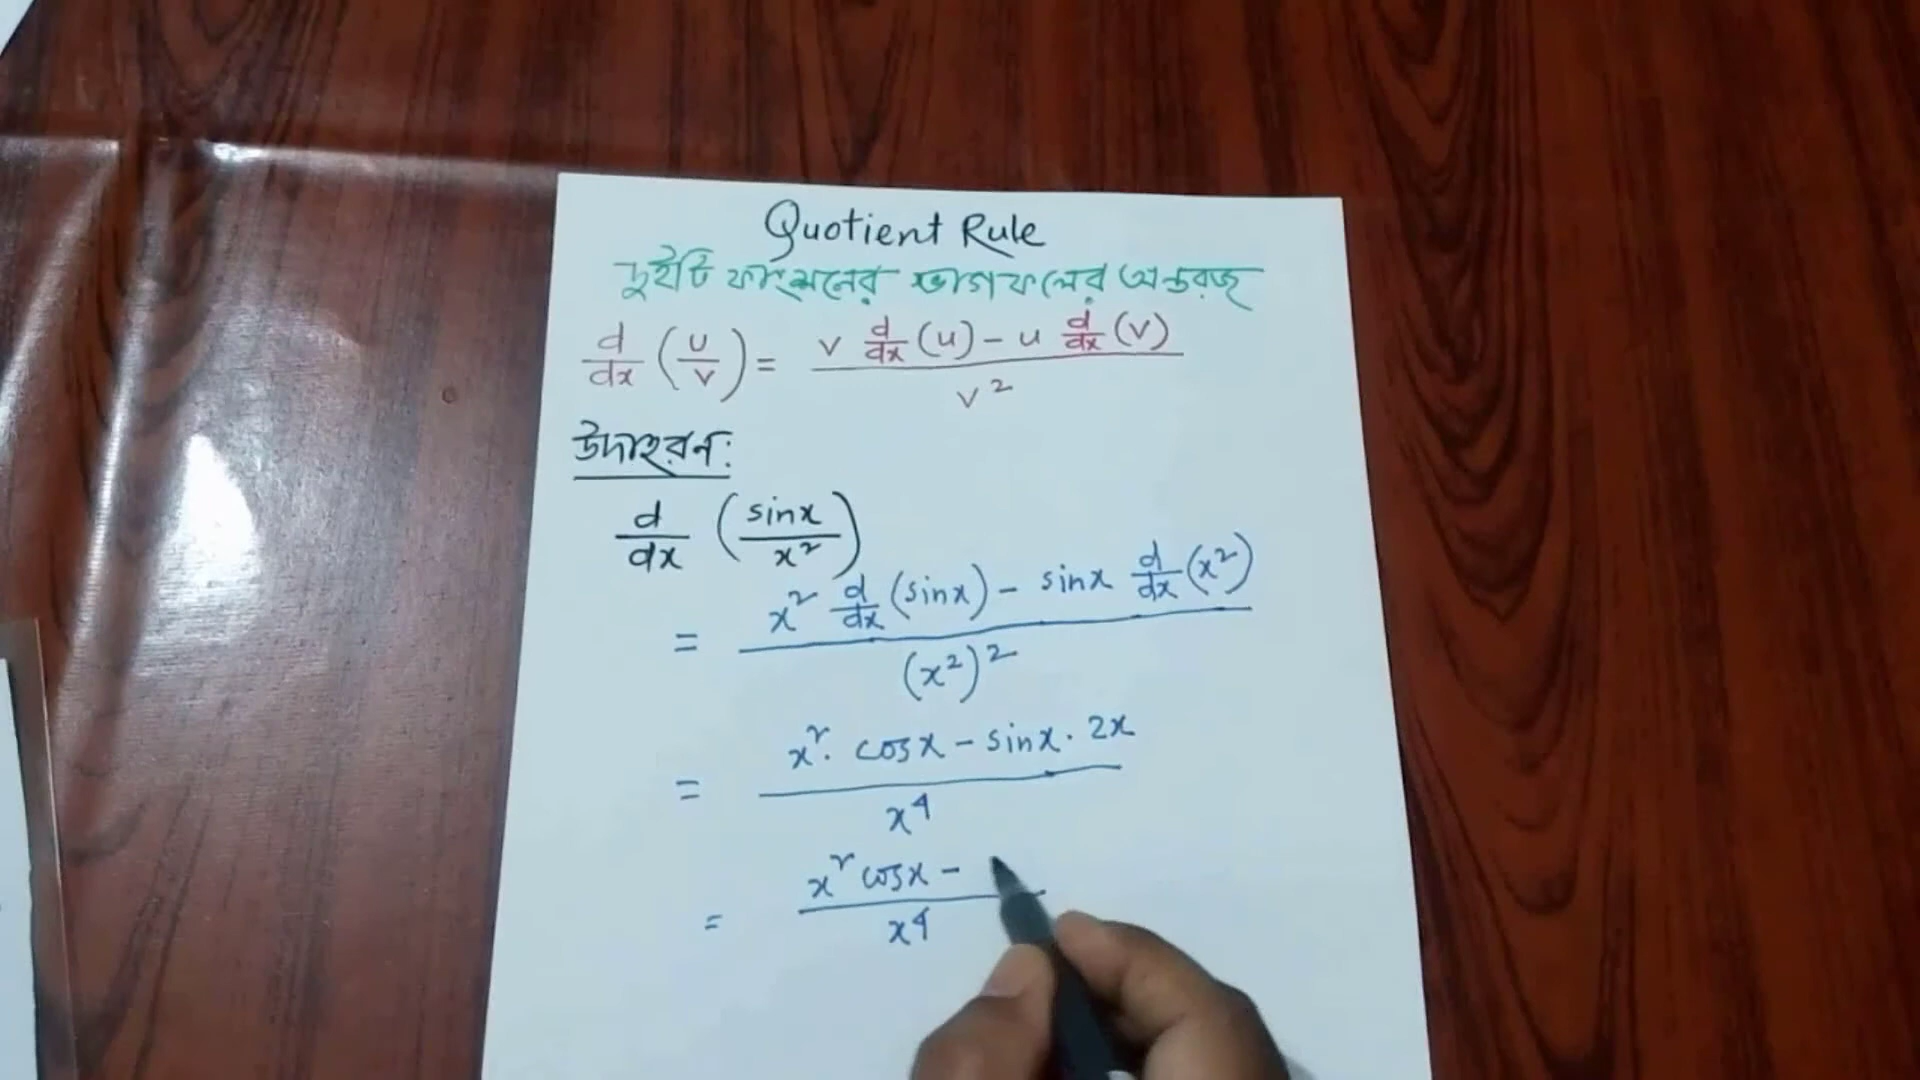 Quotient Rule
দুইটি ফাংশনের ভাগফলের অন্তরজ
d/dx (u/v) = (v d/dx (u) - u d/dx (v)) / v²
উদাহরন:
d/dx (sinx/x²)
= (x² d/dx (sinx) - sinx d/dx (x²)) / (x²)²
= (x² · cosx - sinx · 2x) / x⁴
= (x² cosx - ) / x⁴